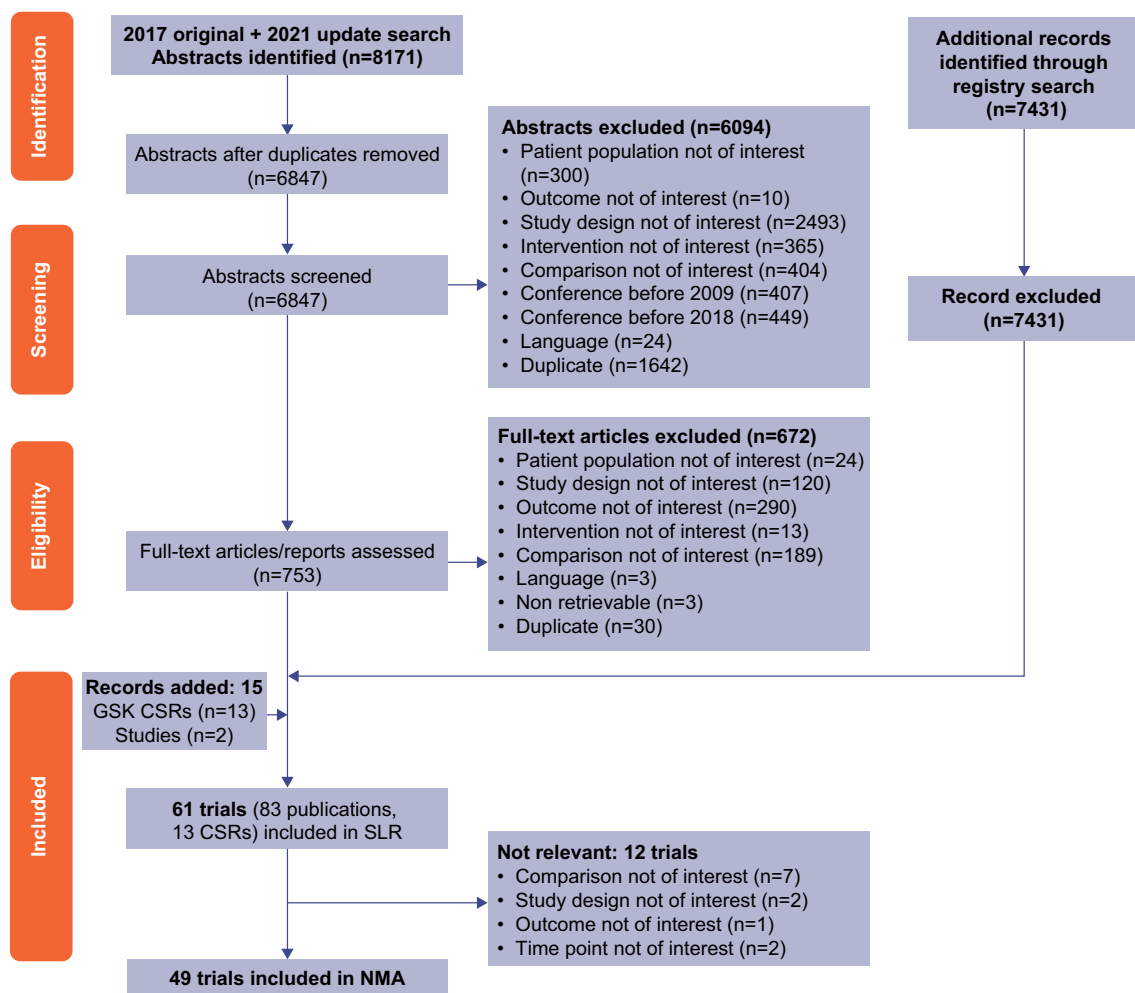 Identification
2017 original + 2021 update search
Abstracts identified (n=8171)
Additional records
identified through
registry search
(n=7431)
Abstracts after duplicates removed
(n=6847)
Abstracts excluded (n=6094)
• Patient population not of interest
(n=300)
• Outcome not of interest (n=10)
• Study design not of interest (n=2493)
• Intervention not of interest (n=365)
• Comparison not of interest (n=404)
• Conference before 2009 (n=407)
• Conference before 2018 (n=449)
• Language (n=24)
• Duplicate (n=1642)
Screening
Abstracts screened
(n=6847)
Record excluded
(n=7431)
Eligibility
Full-text articles/reports assessed
(n=753)
Full-text articles excluded (n=672)
• Patient population not of interest (n=24)
• Study design not of interest (n=120)
• Outcome not of interest (n=290)
• Intervention not of interest (n=13)
• Comparison not of interest (n=189)
• Language (n=3)
• Non retrievable (n=3)
• Duplicate (n=30)
Included
Records added: 15
GSK CSRs (n=13)
Studies (n=2)
61 trials (83 publications,
13 CSRs) included in SLR
Not relevant: 12 trials
• Comparison not of interest (n=7)
• Study design not of interest (n=2)
• Outcome not of interest (n=1)
• Time point not of interest (n=2)
49 trials included in NMA